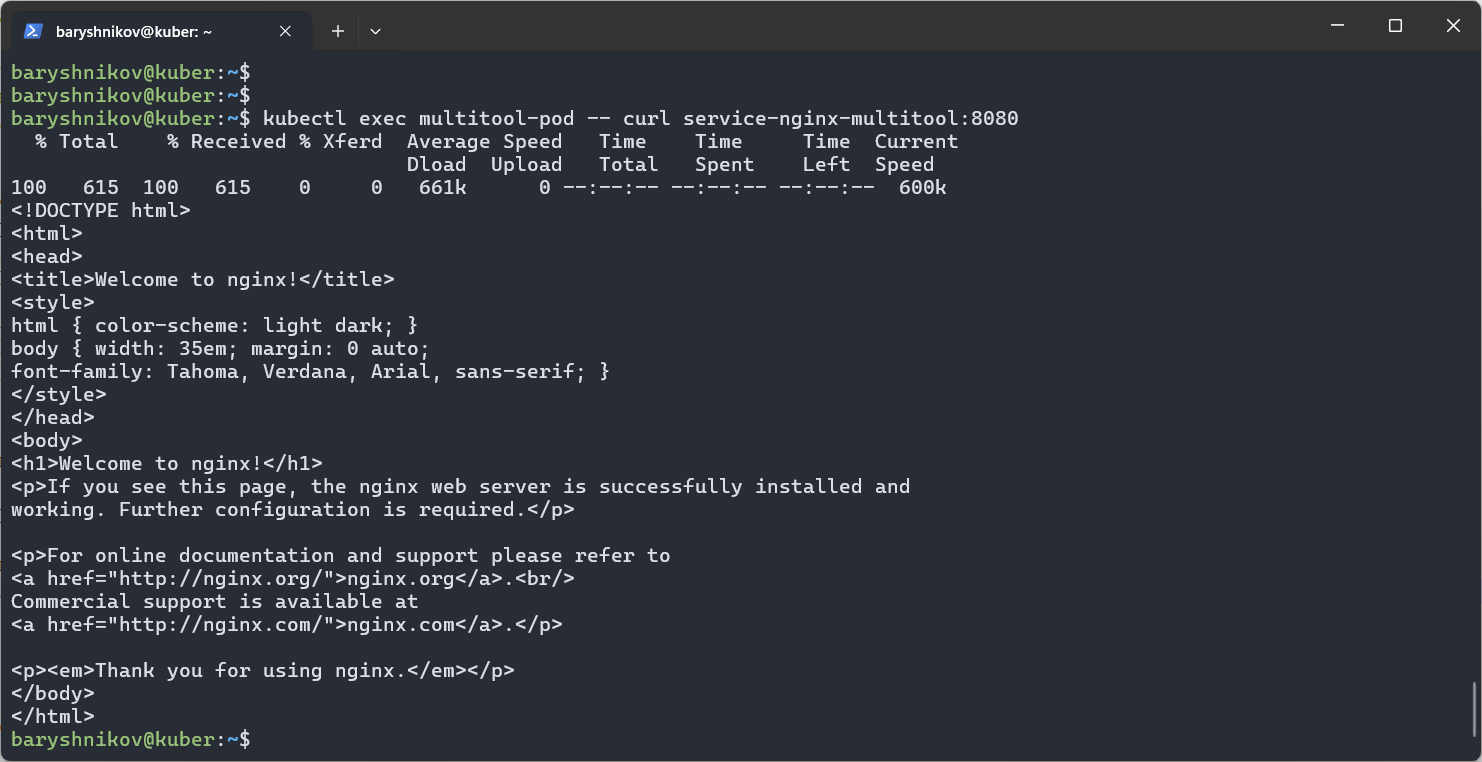 baryshnikov@kuber: ~
baryshnikov@kuber:~$
baryshnikov@kuber:~$
baryshnikov@kuber:~$ kubectl exec multitool-pod -- curl service-nginx-multitool:8080
  % Total    % Received % Xferd  Average Speed   Time    Time     Time  Current
                                 Dload  Upload   Total   Spent    Left  Speed
100   615  100   615    0     0   661k      0 --:--:-- --:--:-- --:--:--  600k
<!DOCTYPE html>
<html>
<head>
<title>Welcome to nginx!</title>
<style>
html { color-scheme: light dark; }
body { width: 35em; margin: 0 auto;
font-family: Tahoma, Verdana, Arial, sans-serif; }
</style>
</head>
<body>
<h1>Welcome to nginx!</h1>
<p>If you see this page, the nginx web server is successfully installed and
working. Further configuration is required.</p>

<p>For online documentation and support please refer to
<a href="http://nginx.org/">nginx.org</a>.<br/>
Commercial support is available at
<a href="http://nginx.com/">nginx.com</a>.</p>

<p><em>Thank you for using nginx.</em></p>
</body>
</html>
baryshnikov@kuber:~$